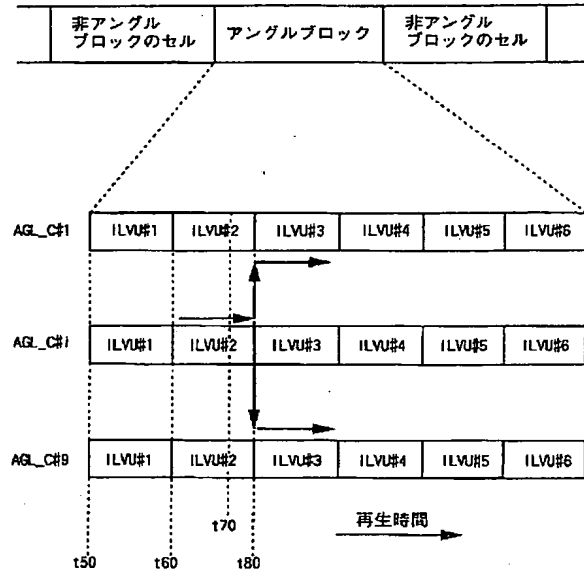 非アングル
ブロックのセル
アングルブロック
非アングル
ブロックのセル
AGL_C#1
ILVU#1
ILVU#2
ILVU#3
ILVU#4
ILVU#5
ILVU#6
AGL_C#i
ILVU#1
ILVU#2
ILVU#3
ILVU#4
ILVU#5
ILVU#6
AGL_C#9
ILVU#1
ILVU#2
ILVU#3
ILVU#4
ILVU#5
ILVU#6
t70
再生時間
t50
t60
t80